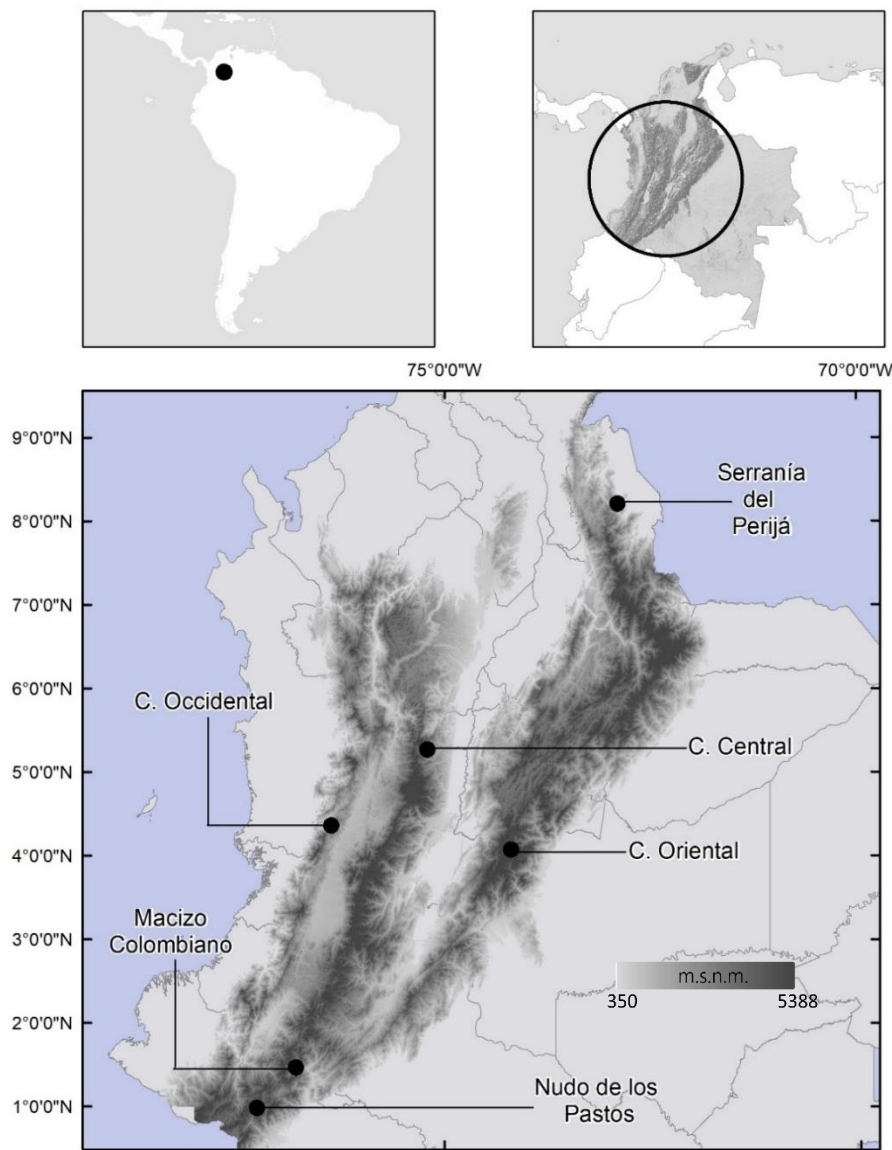 75°0'0"W
70°0'0"W
9°0'0"N
8°0'0"N
7°0'0"N
6°0'0"N
5°0'0"N
4°0'0"N
3°0'0"N
2°0'0"N
1°0'0"N
Serranía
del
Perijá
C. Occidental
C. Central
C. Oriental
Macizo
Colombiano
m.s.n.m.
350
5388
Nudo de los
Pastos